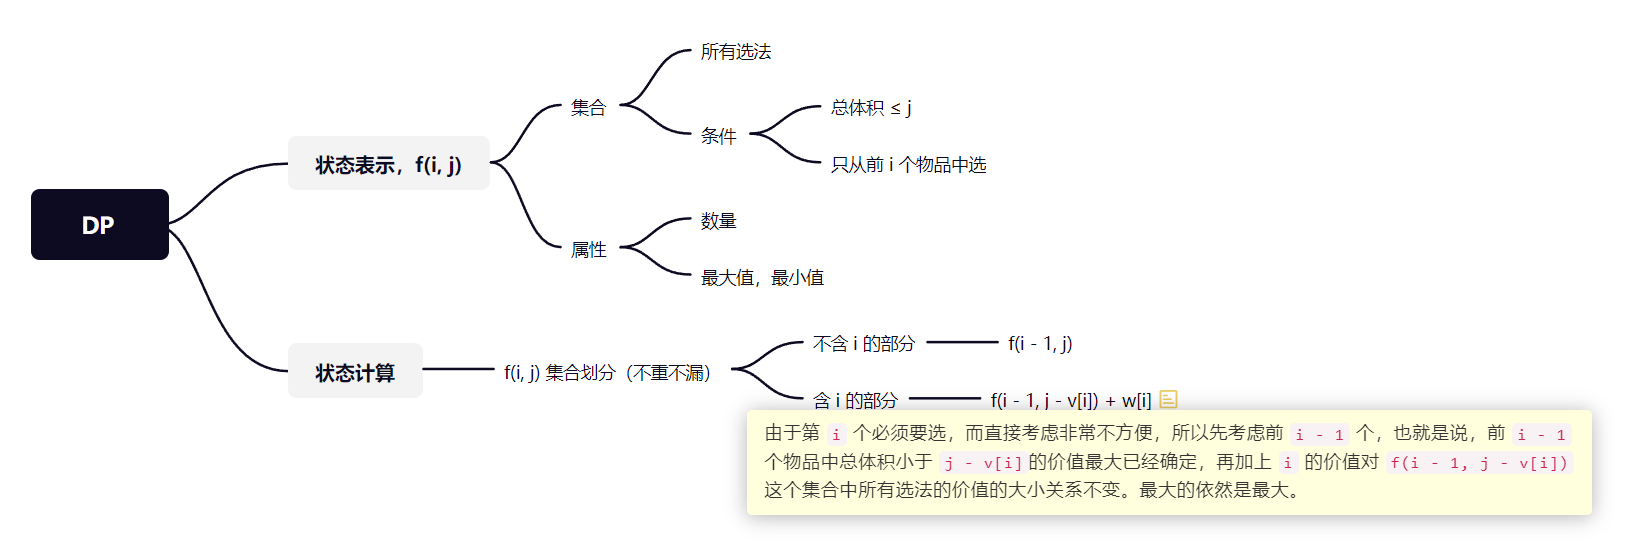 DP
状态表示，f(i, j)
集合
所有选法
条件
总体积 ≤ j
只从前 i 个物品中选
属性
数量
最大值，最小值
状态计算
f(i, j) 集合划分（不重不漏）
不含 i 的部分
f(i - 1, j)
含 i 的部分
f(i - 1, j - v[i]) + w[i]
由于第 i 个必须要选，而直接考虑非常不方便，所以先考虑前 i - 1 个，也就是说，前 i - 1
个物品中总体积小于 j - v[i] 的价值最大已经确定，再加上 i 的价值对 f(i - 1, j - v[i])
这个集合中所有选法的价值的大小关系不变。最大的依然是最大。